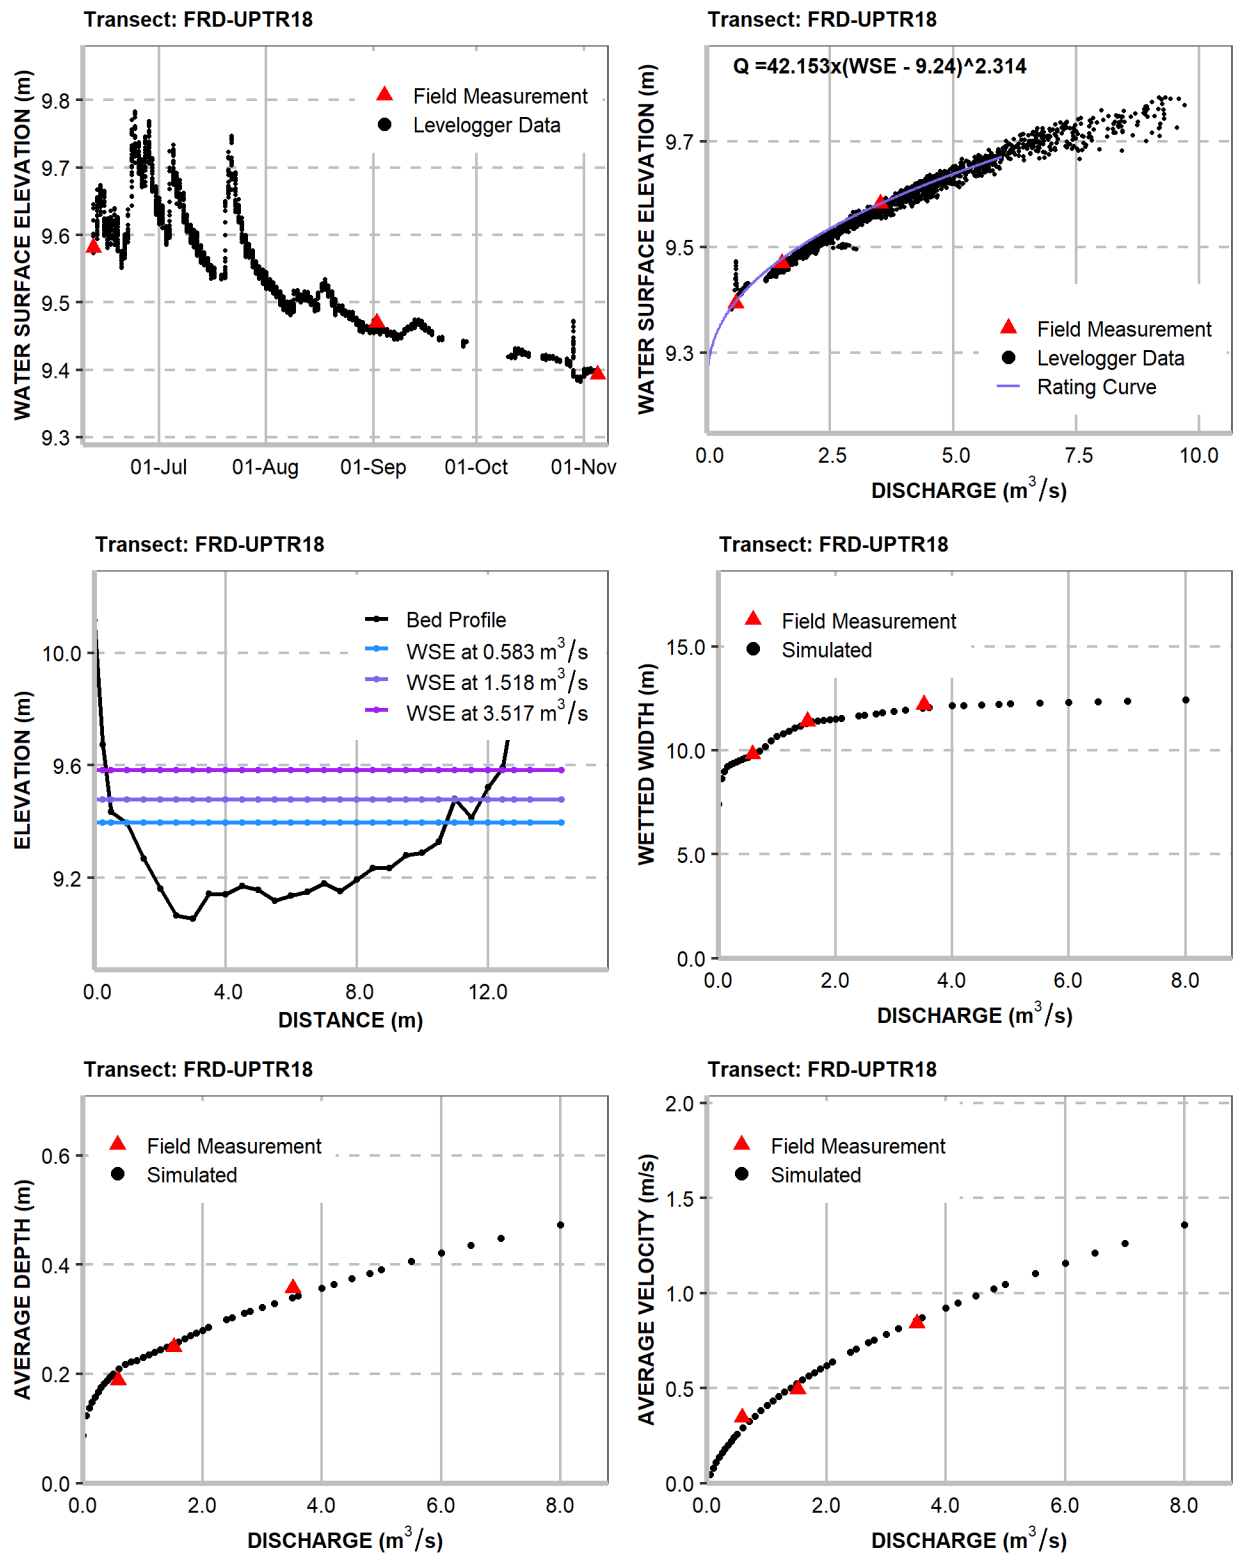 Transect: FRD-UPTR18
WATER SURFACE ELEVATION (m)
9.8
9.7
9.6
9.5
9.4
9.3
Field Measurement
Levelogger Data
01-Jul
01-Aug
01-Sep
01-Oct
01-Nov
Transect: FRD-UPTR18
Q =42.153x(WSE - 9.24)^2.314
WATER SURFACE ELEVATION (m)
9.7
9.5
9.3
Field Measurement
Levelogger Data
Rating Curve
0.0
2.5
5.0
7.5
10.0
DISCHARGE (m³/s)
Transect: FRD-UPTR18
ELEVATION (m)
10.0
9.6
9.2
Bed Profile
WSE at 0.583 m³/s
WSE at 1.518 m³/s
WSE at 3.517 m³/s
0.0
4.0
8.0
12.0
DISTANCE (m)
Transect: FRD-UPTR18
WETTED WIDTH (m)
15.0
10.0
5.0
0.0
Field Measurement
Simulated
0.0
2.0
4.0
6.0
8.0
DISCHARGE (m³/s)
Transect: FRD-UPTR18
AVERAGE DEPTH (m)
0.6
0.4
0.2
0.0
Field Measurement
Simulated
0.0
2.0
4.0
6.0
8.0
DISCHARGE (m³/s)
Transect: FRD-UPTR18
AVERAGE VELOCITY (m/s)
2.0
1.5
1.0
0.5
0.0
Field Measurement
Simulated
0.0
2.0
4.0
6.0
8.0
DISCHARGE (m³/s)